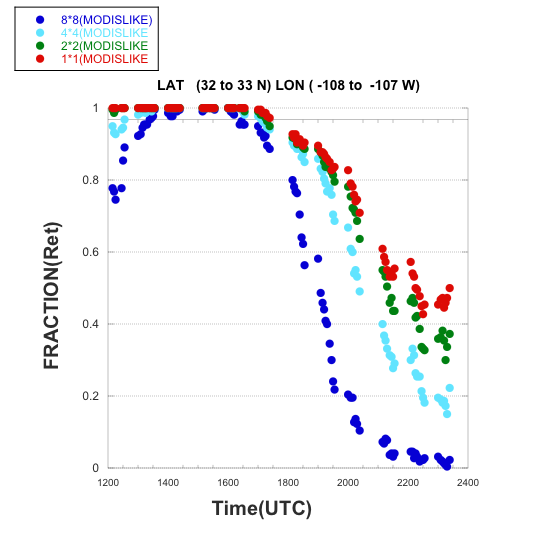 8*8(MODISLIKE)
4*4(MODISLIKE
2*2(MODISLIKE
1*1(MODISLIKE
LAT (32 to 33 N) LON ( -108 to -107 W)
1
0.8
0.6
0.4
0.2
0
FRACTION(Ret)
1200 1400 1600 1800 2000 2200 2400
Time(UTC)